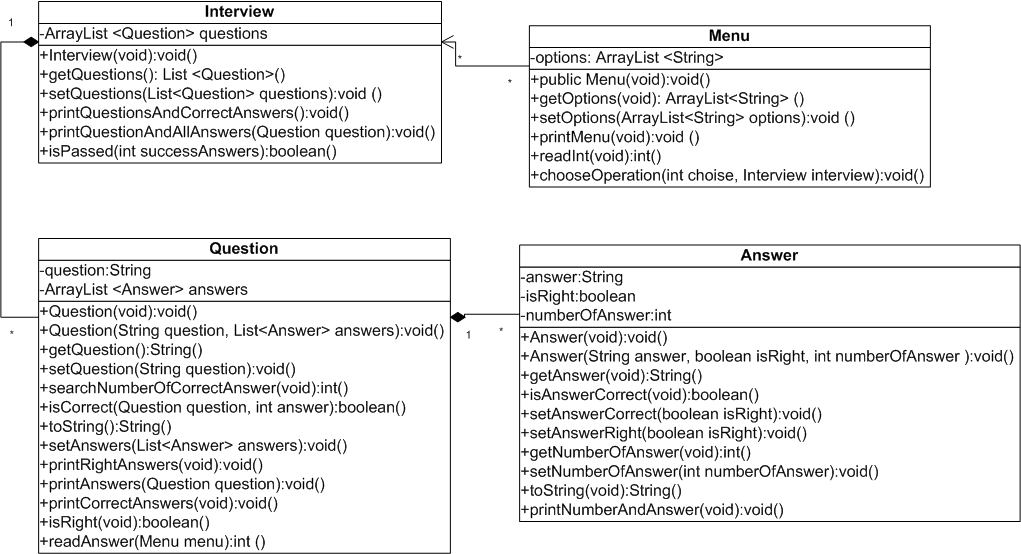 1
Interview
-ArrayList <Question> questions
+Interview(void):void()
+getQuestions(): List <Question>()
+setQuestions(List<Question> questions):void ()
+printQuestionsAndCorrectAnswers():void()
+printQuestionAndAllAnswers(Question question):void()
+isPassed(int successAnswers):boolean()
*
*
Menu
-options: ArrayList <String>
+public Menu(void):void()
+getOptions(void): ArrayList<String> ()
+setOptions(ArrayList<String> options):void ()
+printMenu(void):void ()
+readInt(void):int()
+chooseOperation(int choise, Interview interview):void()
Question
-question:String
-ArrayList <Answer> answers
+Question(void):void()
+Question(String question, List<Answer> answers):void()
+getQuestion():String()
+setQuestion(String question):void()
+searchNumberOfCorrectAnswer(void):int()
+isCorrect(Question question, int answer):boolean()
+toString():String()
+setAnswers(List<Answer> answers):void()
+printRightAnswers(void):void()
+printAnswers(Question question):void()
+printCorrectAnswers(void):void()
+isRight(void):boolean()
+readAnswer(Menu menu):int ()
*
1
*
Answer
-answer:String
-isRight:boolean
-numberOfAnswer:int
+Answer(void):void()
+Answer(String answer, boolean isRight, int numberOfAnswer ):void()
+getAnswer(void):String()
+isAnswerCorrect(void):boolean()
+setAnswerCorrect(boolean isRight):void()
+setAnswerRight(boolean isRight):void()
+getNumberOfAnswer(void):int()
+setNumberOfAnswer(int numberOfAnswer):void()
+toString(void):String()
+printNumberAndAnswer(void):void()